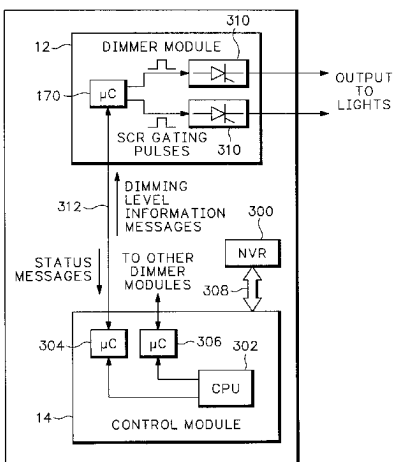 310
12
DIMMER MODULE
170
μC
OUTPUT
TO
LIGHTS
SCR GATING
PULSES
310
312
DIMMING
LEVEL
INFORMATION
MESSAGES
300
NVR
STATUS
MESSAGES
TO OTHER
DIMMER
MODULES
308
304
μC
μC
306
302
CPU
14
CONTROL MODULE